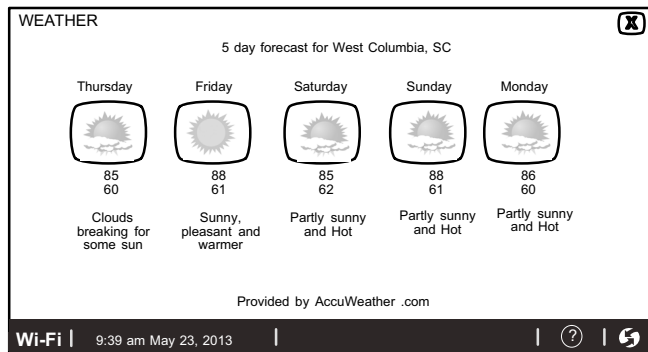 WEATHER
X
5 day forecast for West Columbia, SC
Thursday Friday Saturday Sunday Monday
85 88 85 88 86
60 61 62 61 60
Clouds breaking for some sun
Sunny, pleasant and warmer
Partly sunny and Hot
Partly sunny and Hot
Partly sunny and Hot
Provided by AccuWeather .com
Wi-Fi | 9:39 am May 23, 2013 | | ? |